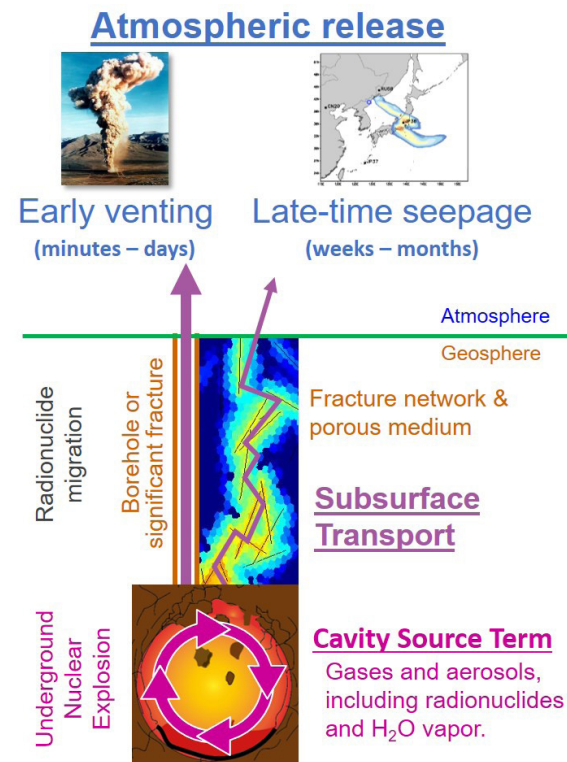 Atmospheric release
Early venting
(minutes – days)
Late-time seepage
(weeks – months)
Atmosphere
Geosphere
Radionuclide
migration
Borehole or
significant fracture
Fracture network &
porous medium
Subsurface
Transport
Underground
Nuclear
Explosion
Cavity Source Term
Gases and aerosols,
including radionuclides
and H₂O vapor.